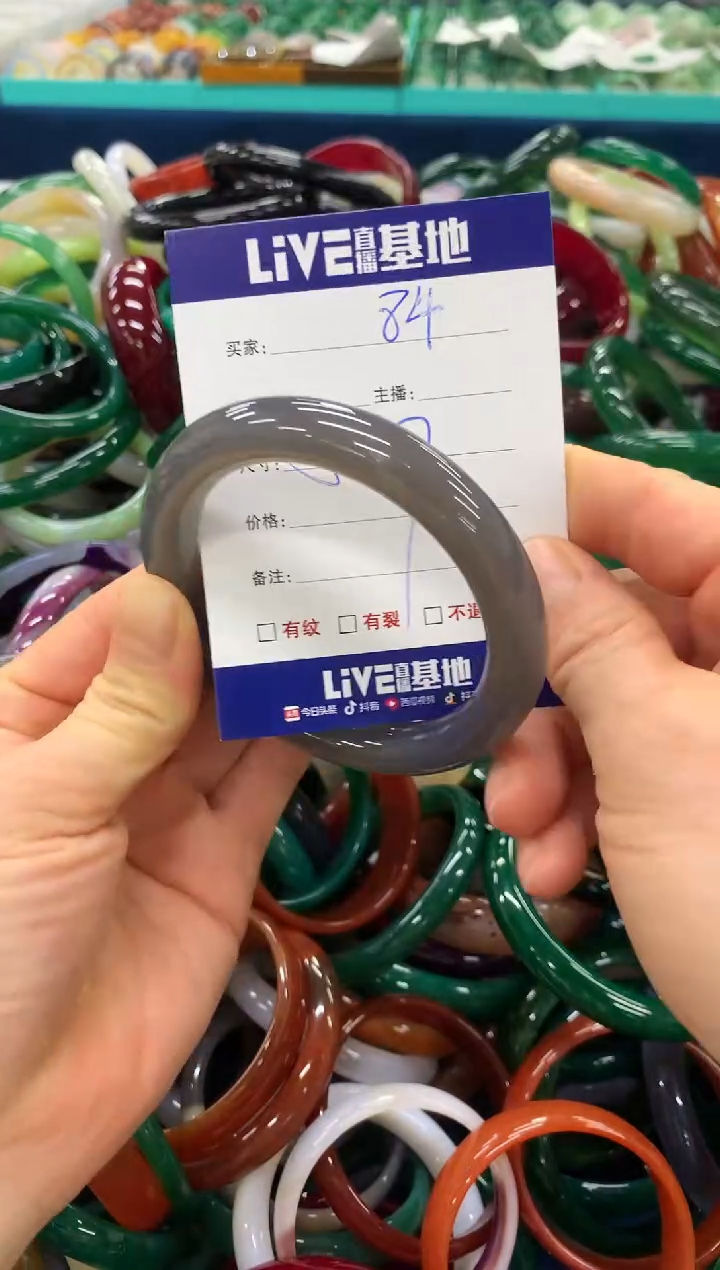 LiVE直播基地
84
买家:
主播:
尺寸:
价格:
备注:
□ 有纹 □ 有裂 □ 不退
LiVE直播基地
今日头条 抖音 西瓜视频